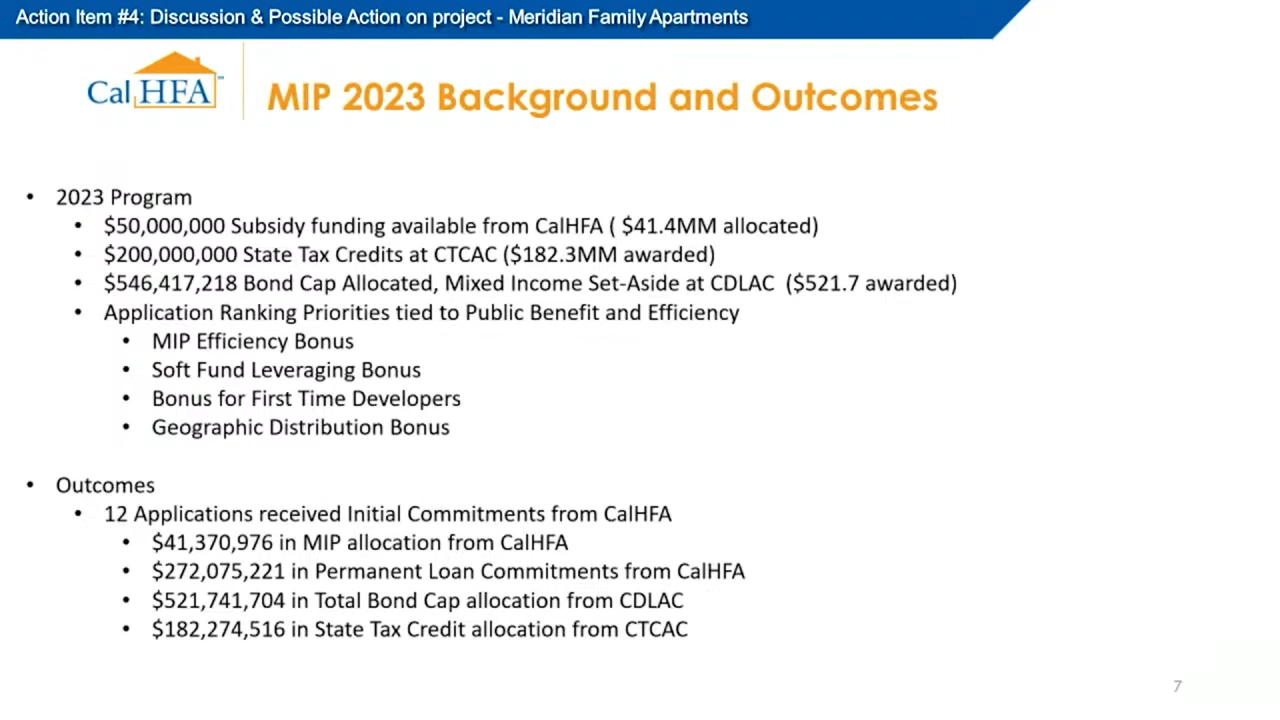 Action Item #4: Discussion & Possible Action on project - Meridian Family Apartments
Cal HFA™
MIP 2023 Background and Outcomes
• 2023 Program
• $50,000,000 Subsidy funding available from CalHFA ( $41.4MM allocated)
• $200,000,000 State Tax Credits at CTCAC ($182.3MM awarded)
• $546,417,218 Bond Cap Allocated, Mixed Income Set-Aside at CDLAC  ($521.7 awarded)
• Application Ranking Priorities tied to Public Benefit and Efficiency
• MIP Efficiency Bonus
• Soft Fund Leveraging Bonus
• Bonus for First Time Developers
• Geographic Distribution Bonus
• Outcomes
• 12 Applications received Initial Commitments from CalHFA
• $41,370,976 in MIP allocation from CalHFA
• $272,075,221 in Permanent Loan Commitments from CalHFA
• $521,741,704 in Total Bond Cap allocation from CDLAC
• $182,274,516 in State Tax Credit allocation from CTCAC
7